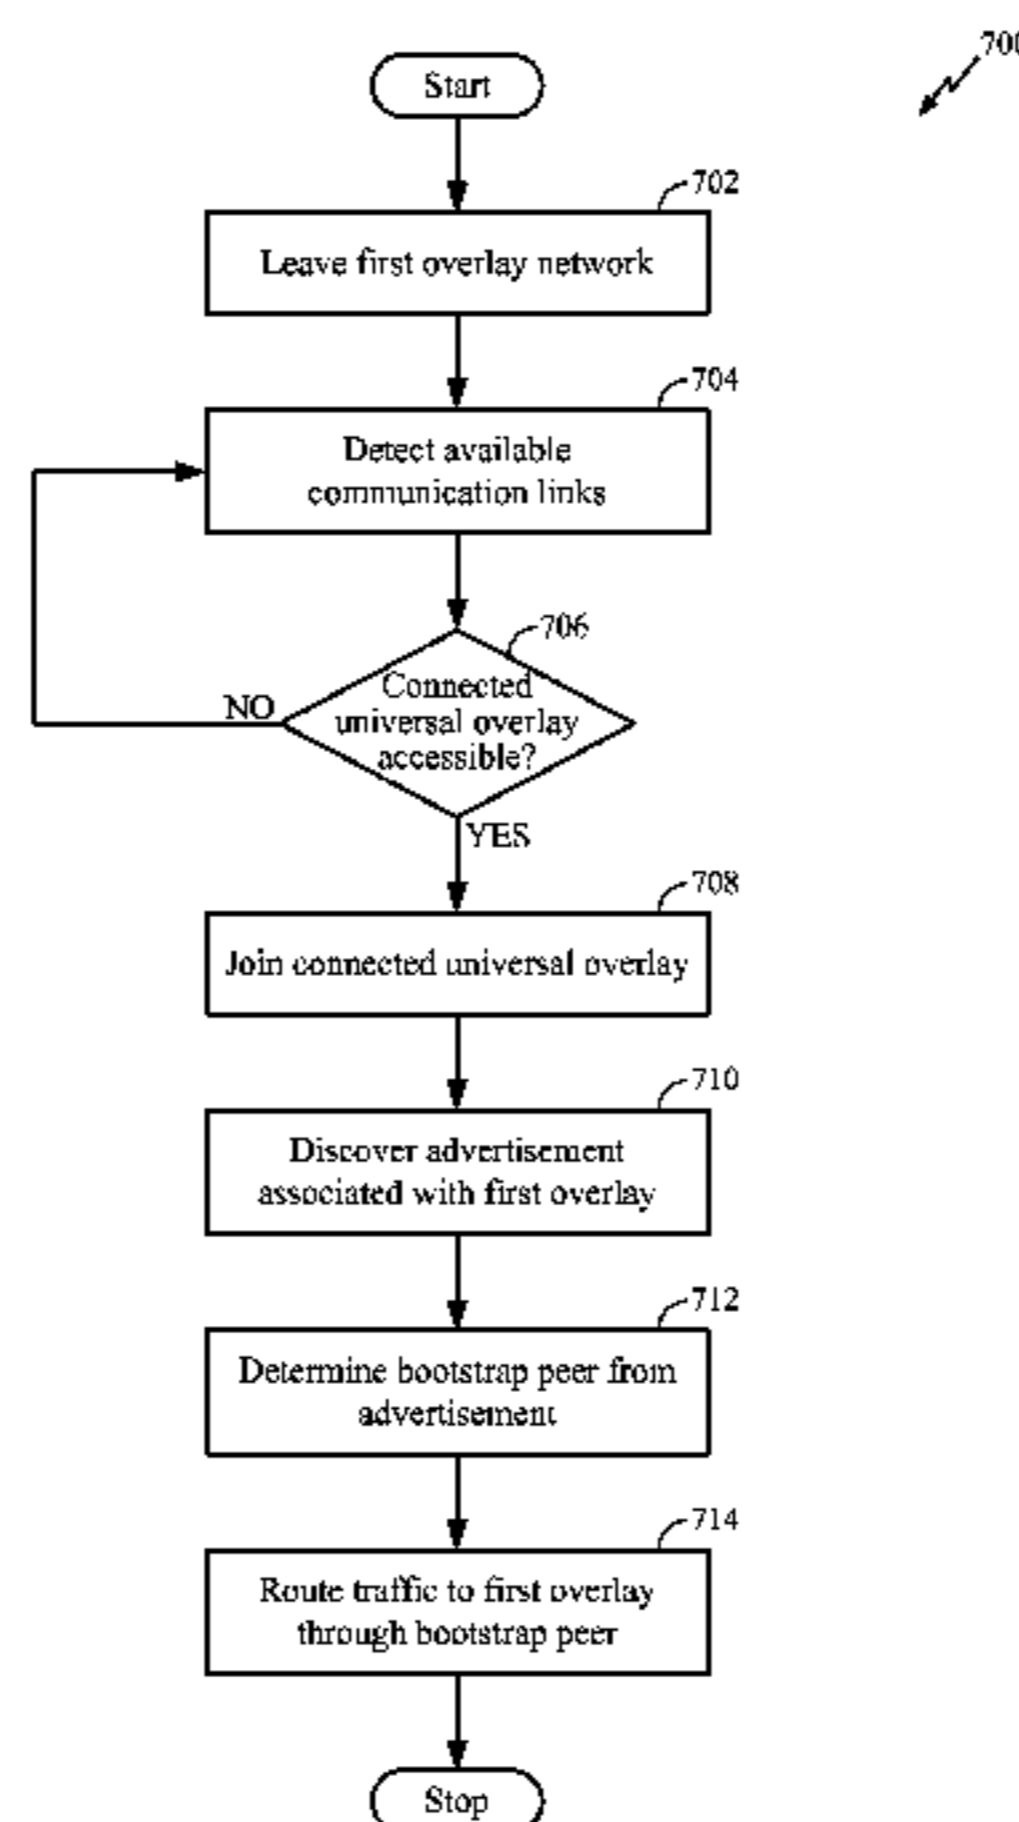 700
Start
702
Leave first overlay network
704
Detect available
communication links
706
Connected
universal overlay
accessible?
NO
YES
708
Join connected universal overlay
710
Discover advertisement
associated with first overlay
712
Determine bootstrap peer from
advertisement
714
Route traffic to first overlay
through bootstrap peer
Stop